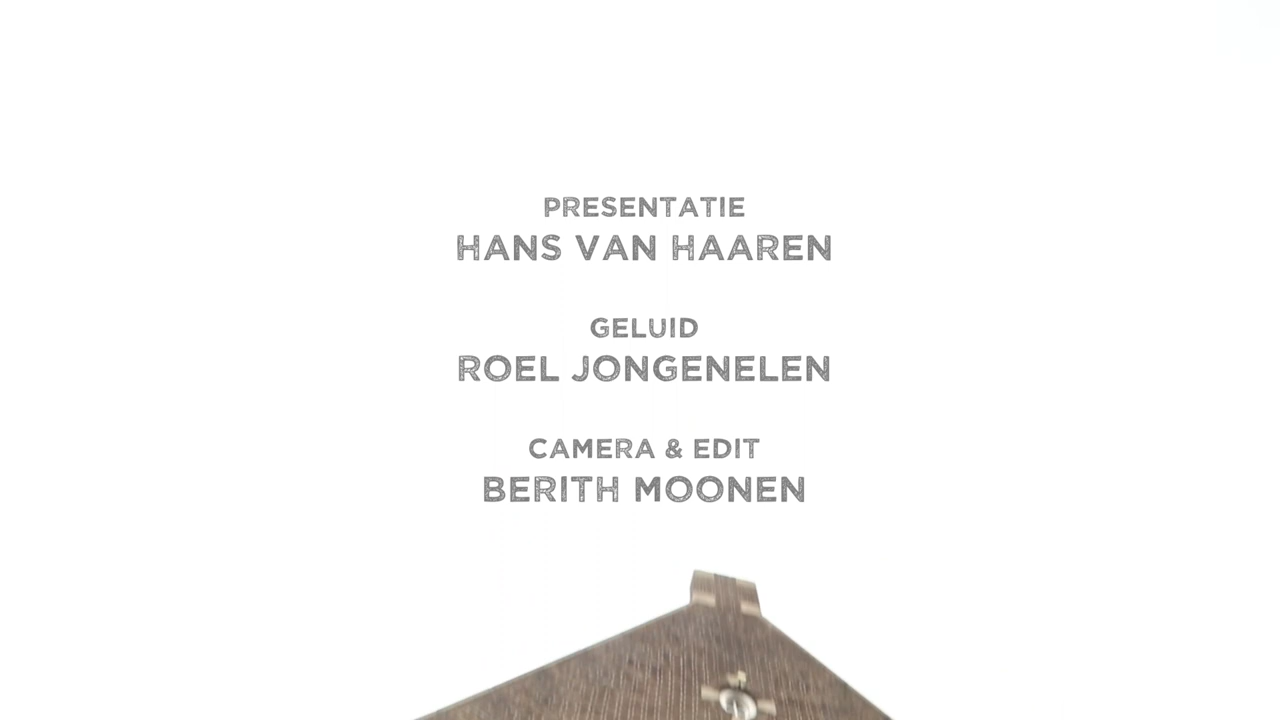 PRESENTATIE
HANS VAN HAAREN
GELUID
ROEL JONGENELEN
CAMERA & EDIT
BERITH MOONEN